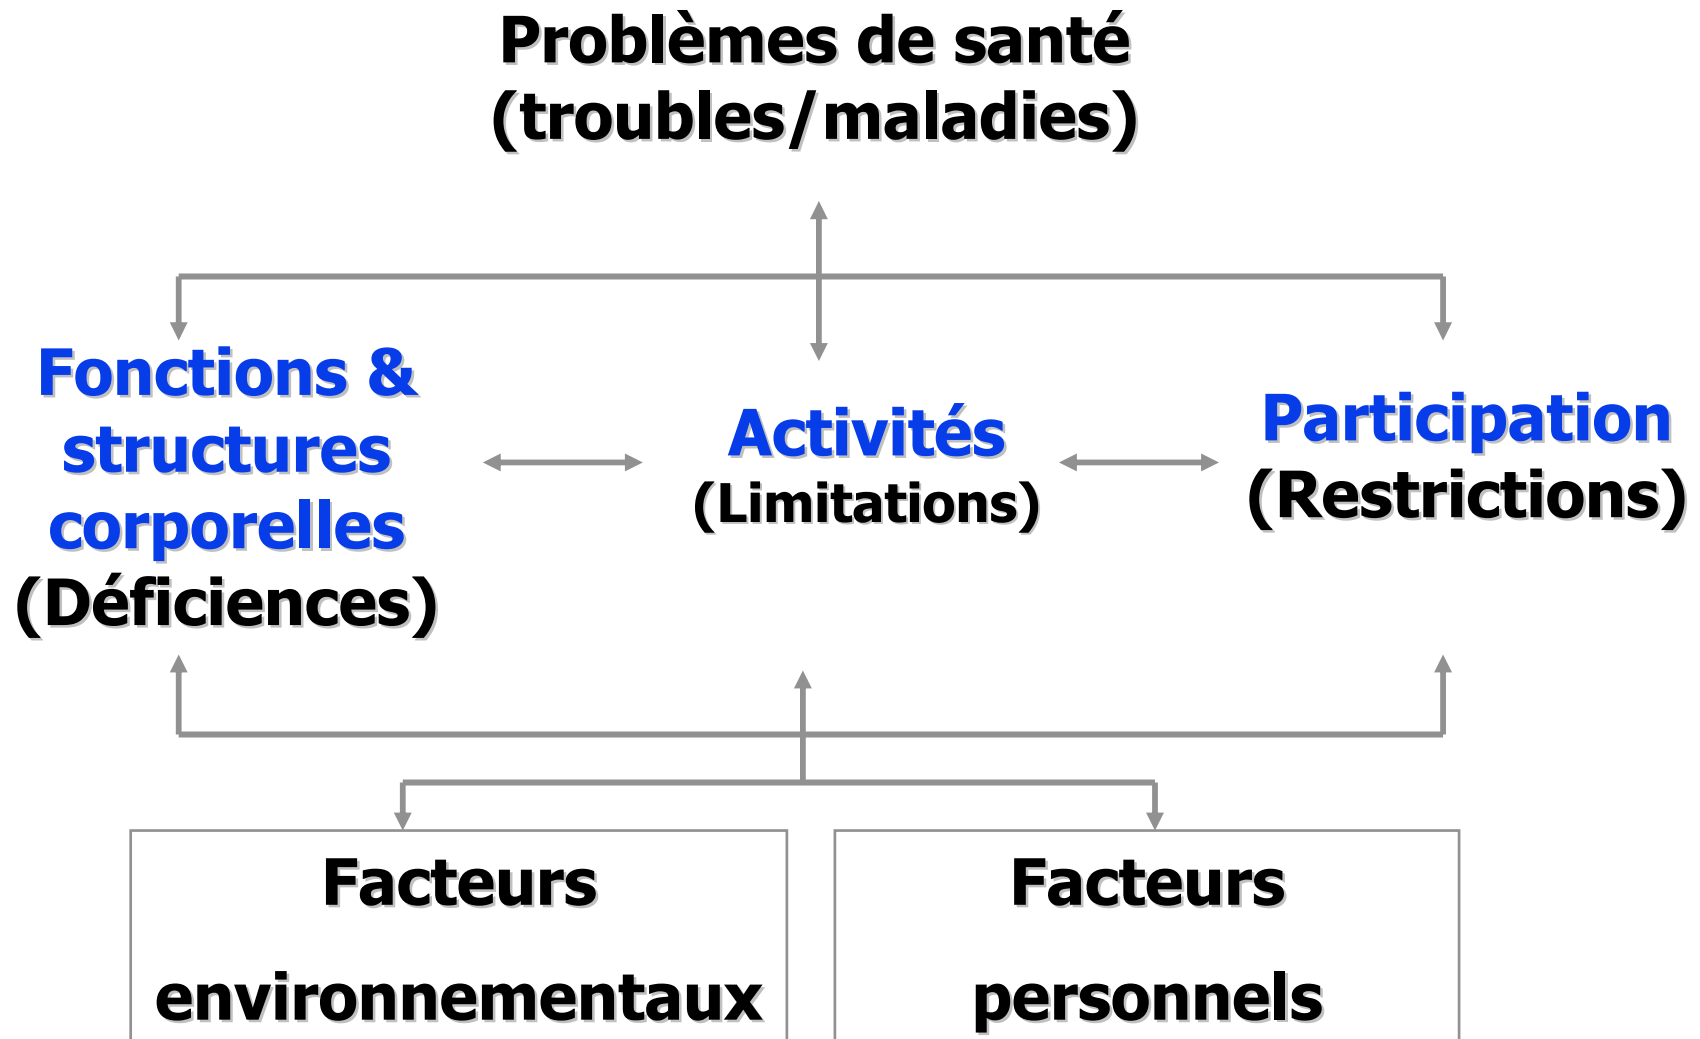 Problèmes de santé
(troubles/maladies)
Fonctions &
structures
corporelles
(Déficiences)
Activités
(Limitations)
Participation
(Restrictions)
Facteurs
environnementaux
Facteurs
personnels